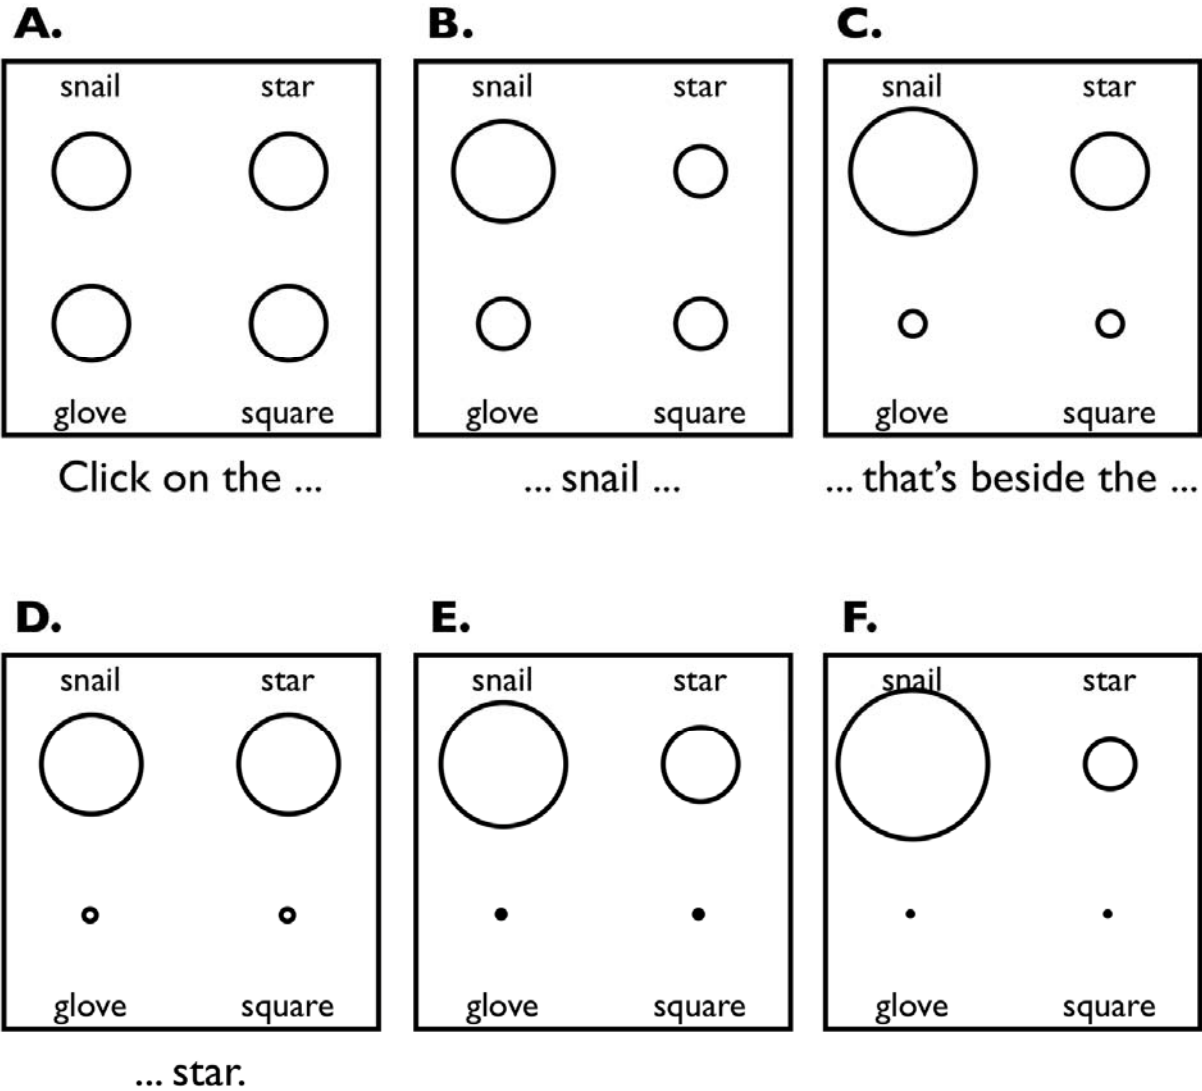 A. B. C.
snail star snail star snail star
glove square glove square glove square
Click on the ... ... snail ... ... that's beside the ...
D. E. F.
snail star snail star snail star
glove square glove square glove square
... star.